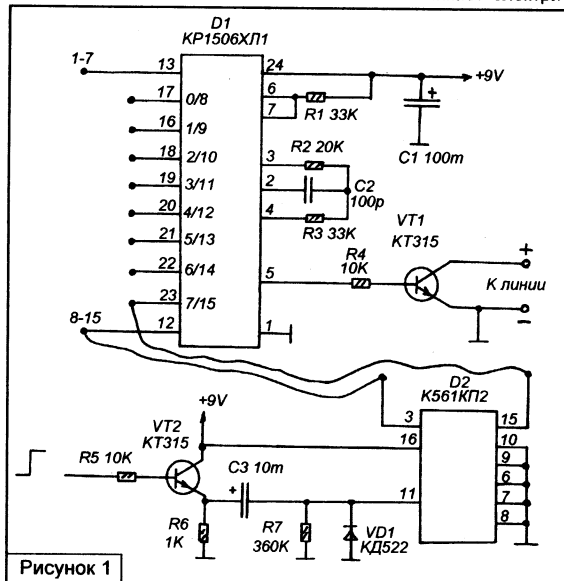 D1
КР1506ХЛ1
1-7
13
24
+9V
17
0/8
6
7
R1 33K
16
1/9
C1 100m
18
2/10
3
R2 20K
19
3/11
2
C2
100p
20
4/12
4
R3 33K
VT1
КТ315
21
5/13
22
6/14
5
R4
10K
+
К линии
–
23
7/15
8-15
12
1
D2
К561КП2
3
15
+9V
VT2
КТ315
16
10
9
R5 10K
C3 10m
+
11
6
7
8
R6
1K
R7
360K
VD1
КД522
Рисунок 1